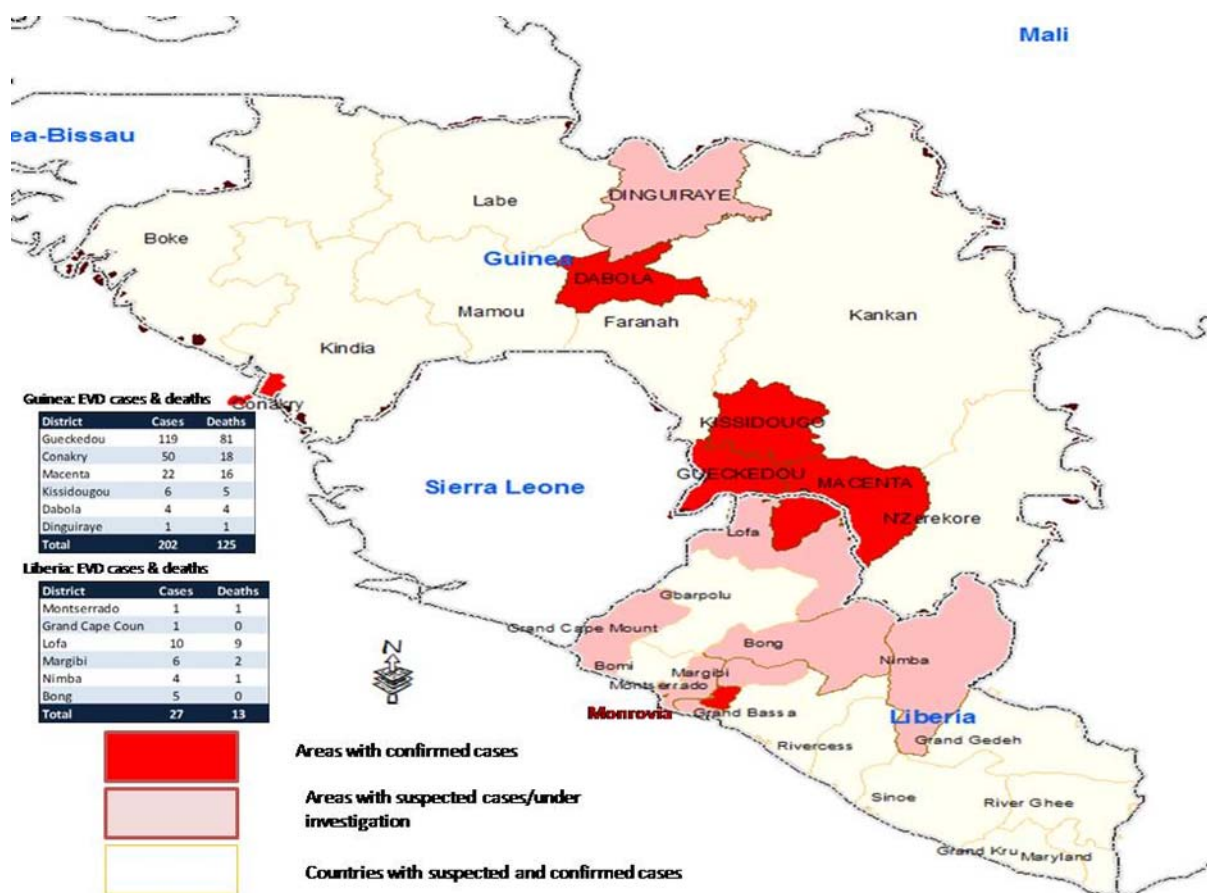 Mali
ea-Bissau
DINGUIRAYE
Labe
Boke
Guinea
DABOLA
Mamou
Faranah
Kankan
Kindia
Conakry
KISSIDOUGO
GUECKEDOU
MACENTA
Sierra Leone
N'Zerekore
Lofa
Gbarpolu
Grand Cape Mount
Bong
Bomi
Nimba
Margibi
Montserrado
Monrovia
Grand Bassa
Liberia
Rivercess
Grand Gedeh
Sinoe
River Ghee
Grand Kru
Maryland
N
Guinea: EVD cases & deaths
District Cases Deaths
Gueckedou 119 81
Conakry 50 18
Macenta 22 16
Kissidougou 6 5
Dabola 4 4
Dinguiraye 1 1
Total 202 125
Liberia: EVD cases & deaths
District Cases Deaths
Montserrado 1 1
Grand Cape Coun 1 0
Lofa 10 9
Margibi 6 2
Nimba 4 1
Bong 5 0
Total 27 13
Areas with confirmed cases
Areas with suspected cases/under
investigation
Countries with suspected and confirmed cases